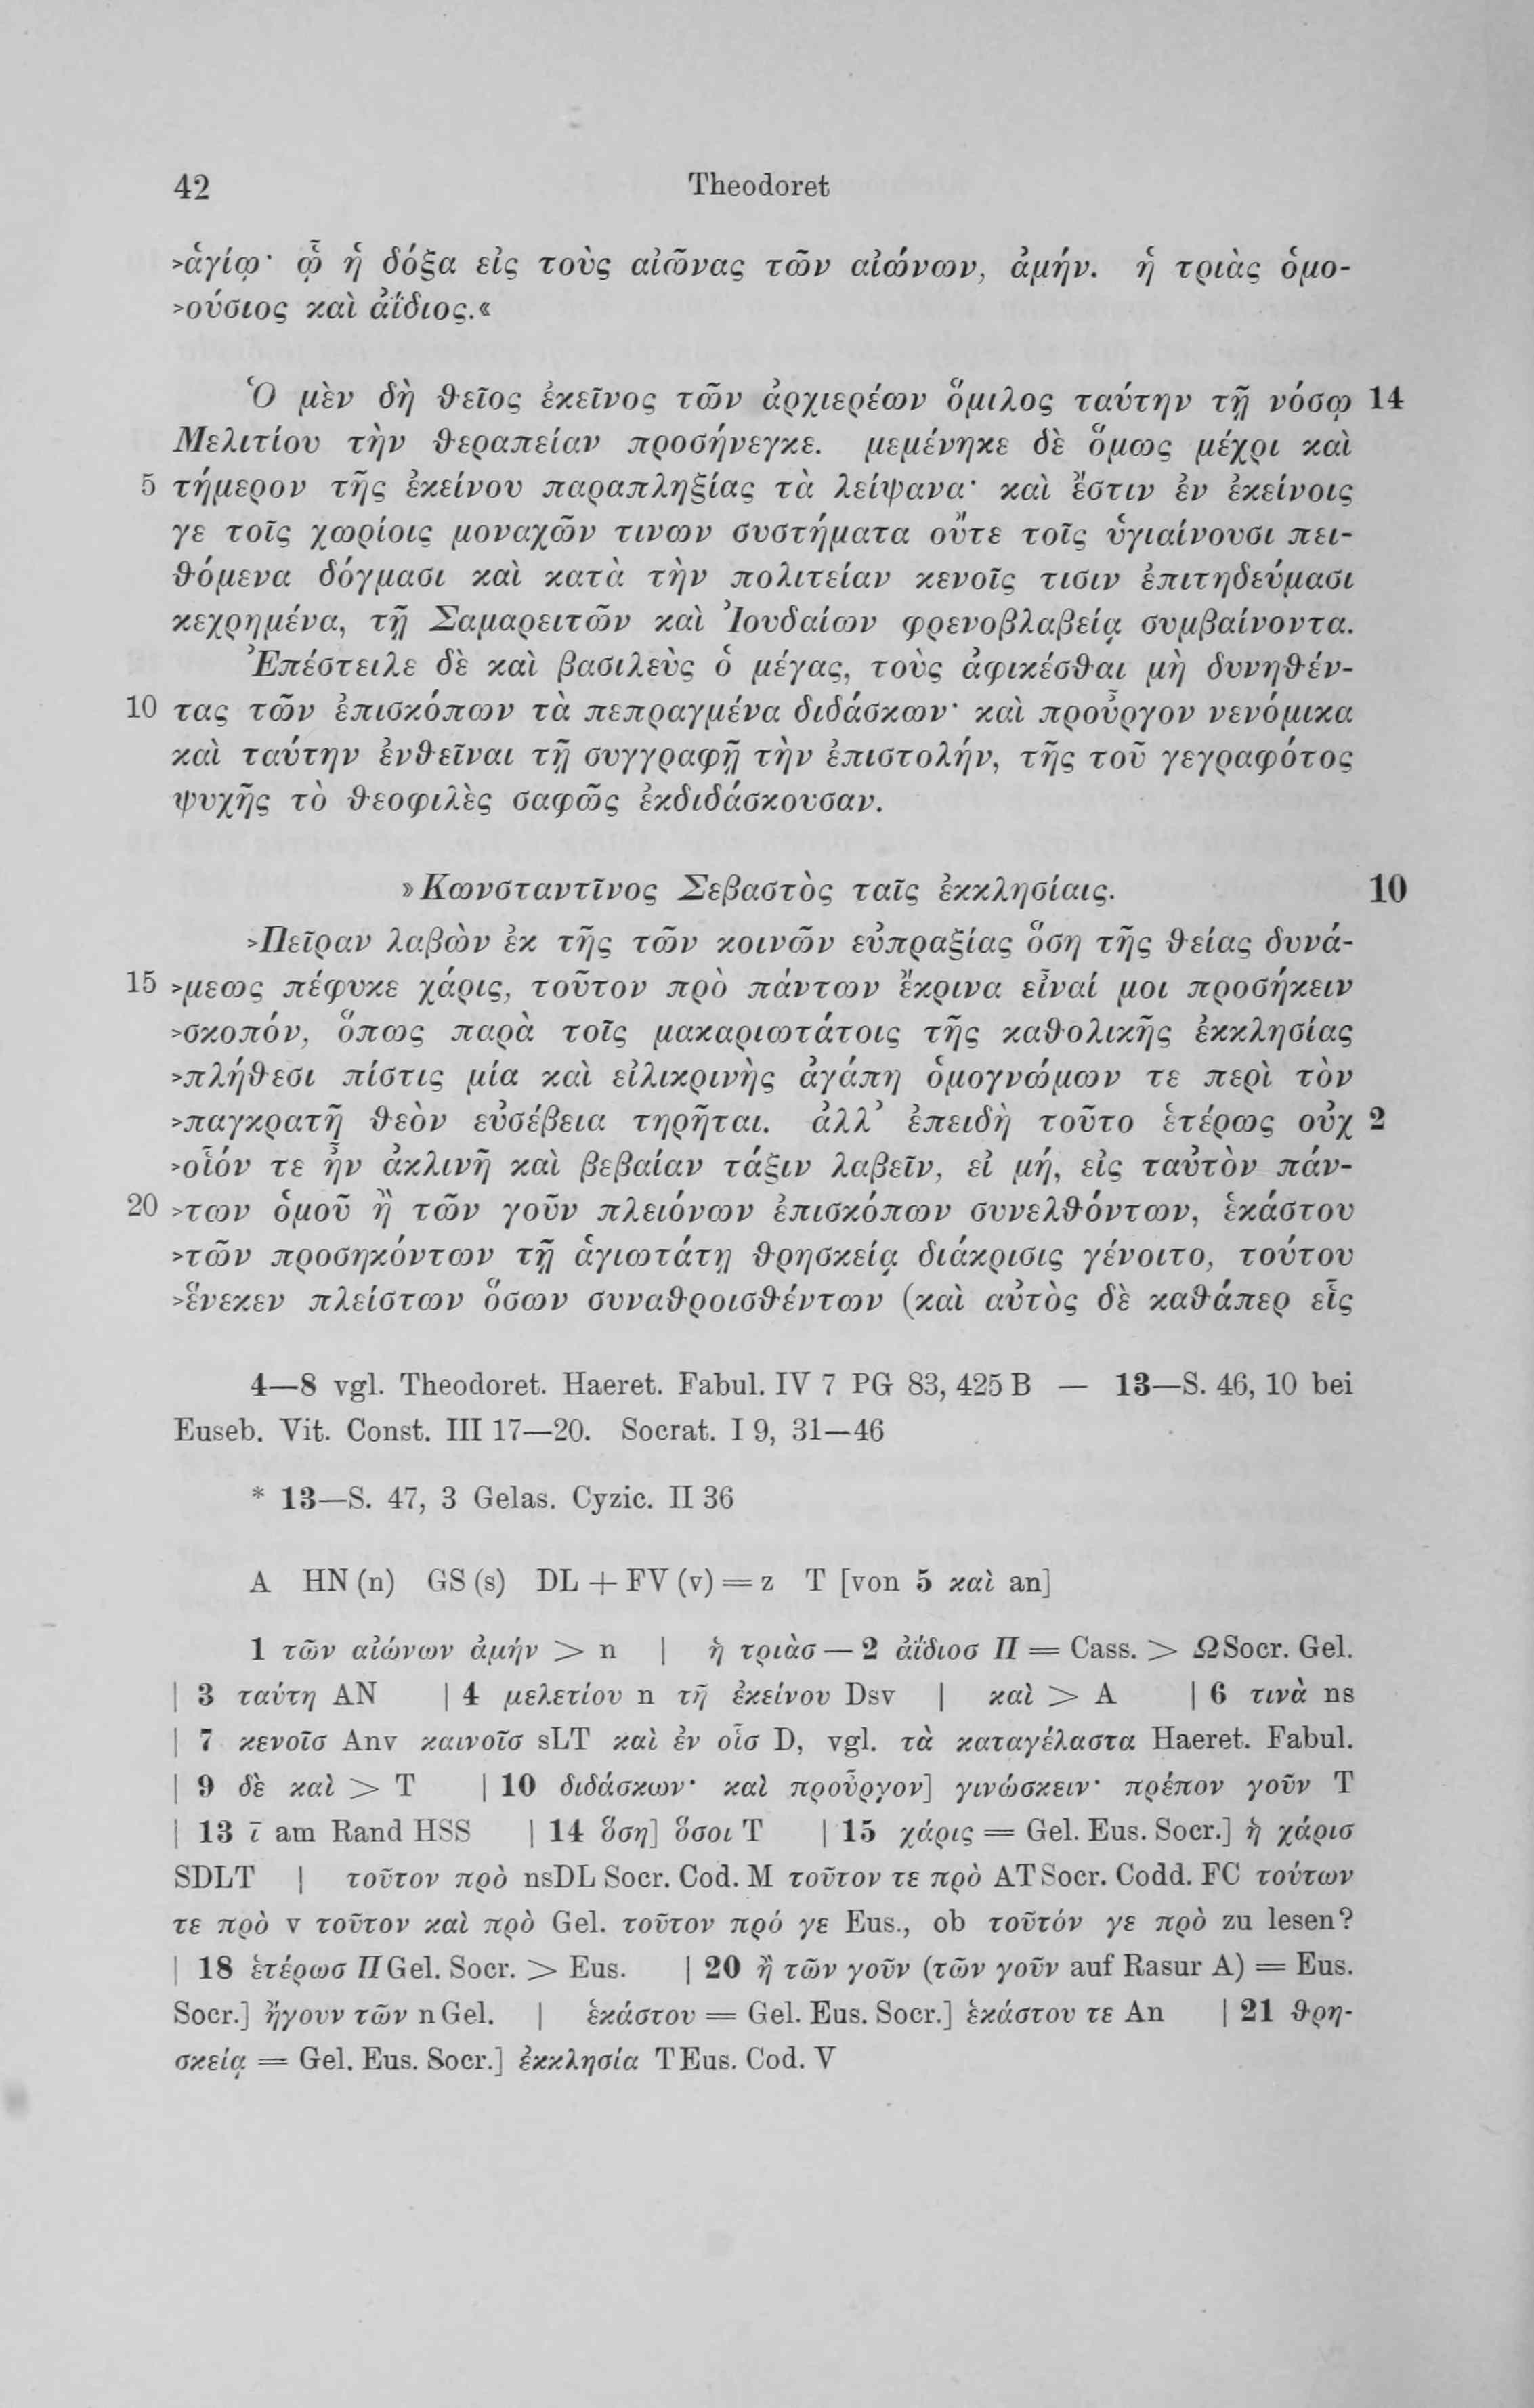 42
Theodoret
>ἁγίῳ· ᾧ ἡ δόξα εἰς τοὺς αἰῶνας τῶν αἰώνων, ἀμήν. ἡ τριὰς ὁμο-
>ούσιος καὶ ἀΐδιος.«
Ὁ μὲν δὴ θεῖος ἐκεῖνος τῶν ἀρχιερέων ὅμιλος ταύτην τῇ νόσῳ 14
Μελιτίου τὴν θεραπείαν προσήνεγκε. μεμένηκε δὲ ὅμως μέχρι καὶ
5 τήμερον τῆς ἐκείνου παραπληξίας τὰ λείψανα· καὶ ἔστιν ἐν ἐκείνοις
γε τοῖς χωρίοις μοναχῶν τινων συστήματα οὔτε τοῖς ὑγιαίνουσι πει-
θόμενα δόγμασι καὶ κατὰ τὴν πολιτείαν κενοῖς τισιν ἐπιτηδεύμασι
κεχρημένα, τῇ Σαμαρειτῶν καὶ Ἰουδαίων φρενοβλαβείᾳ συμβαίνοντα.
Ἐπέστειλε δὲ καὶ βασιλεὺς ὁ μέγας, τοὺς ἀφικέσθαι μὴ δυνηθέν-
10 τας τῶν ἐπισκόπων τὰ πεπραγμένα διδάσκων· καὶ προὖργον νενόμικα
καὶ ταύτην ἐνθεῖναι τῇ συγγραφῇ τὴν ἐπιστολήν, τῆς τοῦ γεγραφότος
ψυχῆς τὸ θεοφιλὲς σαφῶς ἐκδιδάσκουσαν.
»Κωνσταντῖνος Σεβαστὸς ταῖς ἐκκλησίαις. 10
>Πεῖραν λαβὼν ἐκ τῆς τῶν κοινῶν εὐπραξίας ὅση τῆς θείας δυνά-
15 >μεως πέφυκε χάρις, τοῦτον πρὸ πάντων ἔκρινα εἶναί μοι προσήκειν
>σκοπόν, ὅπως παρὰ τοῖς μακαριωτάτοις τῆς καθολικῆς ἐκκλησίας
>πλήθεσι πίστις μία καὶ εἰλικρινὴς ἀγάπη ὁμογνώμων τε περὶ τὸν
>παγκρατῆ θεὸν εὐσέβεια τηρῆται. ἀλλ᾽ ἐπειδὴ τοῦτο ἑτέρως οὐχ 2
>οἷόν τε ἦν ἀκλινῆ καὶ βεβαίαν τάξιν λαβεῖν, εἰ μή, εἰς ταὐτὸν πάν-
20 >των ὁμοῦ ἢ τῶν γοῦν πλειόνων ἐπισκόπων συνελθόντων, ἑκάστου
>τῶν προσηκόντων τῇ ἁγιωτάτῃ θρησκείᾳ διάκρισις γένοιτο, τούτου
>ἕνεκεν πλείστων ὅσων συναθροισθέντων (καὶ αὐτὸς δὲ καθάπερ εἷς
4—8 vgl. Theodoret. Haeret. Fabul. IV 7 PG 83, 425 B — 13—S. 46, 10 bei
Euseb. Vit. Const. III 17—20. Socrat. I 9, 31—46
* 13—S. 47, 3 Gelas. Cyzic. II 36
A HN (n) GS (s) DL + FV (v) = z T [von 5 καὶ an]
1 τῶν αἰώνων ἀμήν > n | ἡ τριὰσ — 2 ἀΐδιοσ Π = Cass. > Ω Socr. Gel.
| 3 ταύτη AN | 4 μελετίου n τῆ ἐκείνου Dsv | καὶ > A | 6 τινὰ ns
| 7 κενοῖσ Anv καινοῖσ sLT καὶ ἐν οἷσ D, vgl. τὰ καταγέλαστα Haeret. Fabul.
| 9 δὲ καὶ > T | 10 διδάσκων· καὶ προὖργον] γινώσκειν· πρέπον γοῦν T
| 13 ῑ am Rand HSS | 14 ὅση] ὅσοι T | 15 χάρις = Gel. Eus. Socr.] ἡ χάρισ
SDLT | τοῦτον πρὸ nsDL Socr. Cod. M τοῦτον τε πρὸ AT Socr. Codd. FC τούτων
τε πρὸ v τοῦτον καὶ πρὸ Gel. τοῦτον πρό γε Eus., ob τοῦτόν γε πρὸ zu lesen?
| 18 ἑτέρωσ Π Gel. Socr. > Eus. | 20 ἢ τῶν γοῦν (τῶν γοῦν auf Rasur A) = Eus.
Socr.] ἤγουν τῶν n Gel. | ἑκάστου = Gel. Eus. Socr.] ἑκάστου τε An | 21 θρη-
σκείᾳ = Gel. Eus. Socr.] ἐκκλησία T Eus. Cod. V